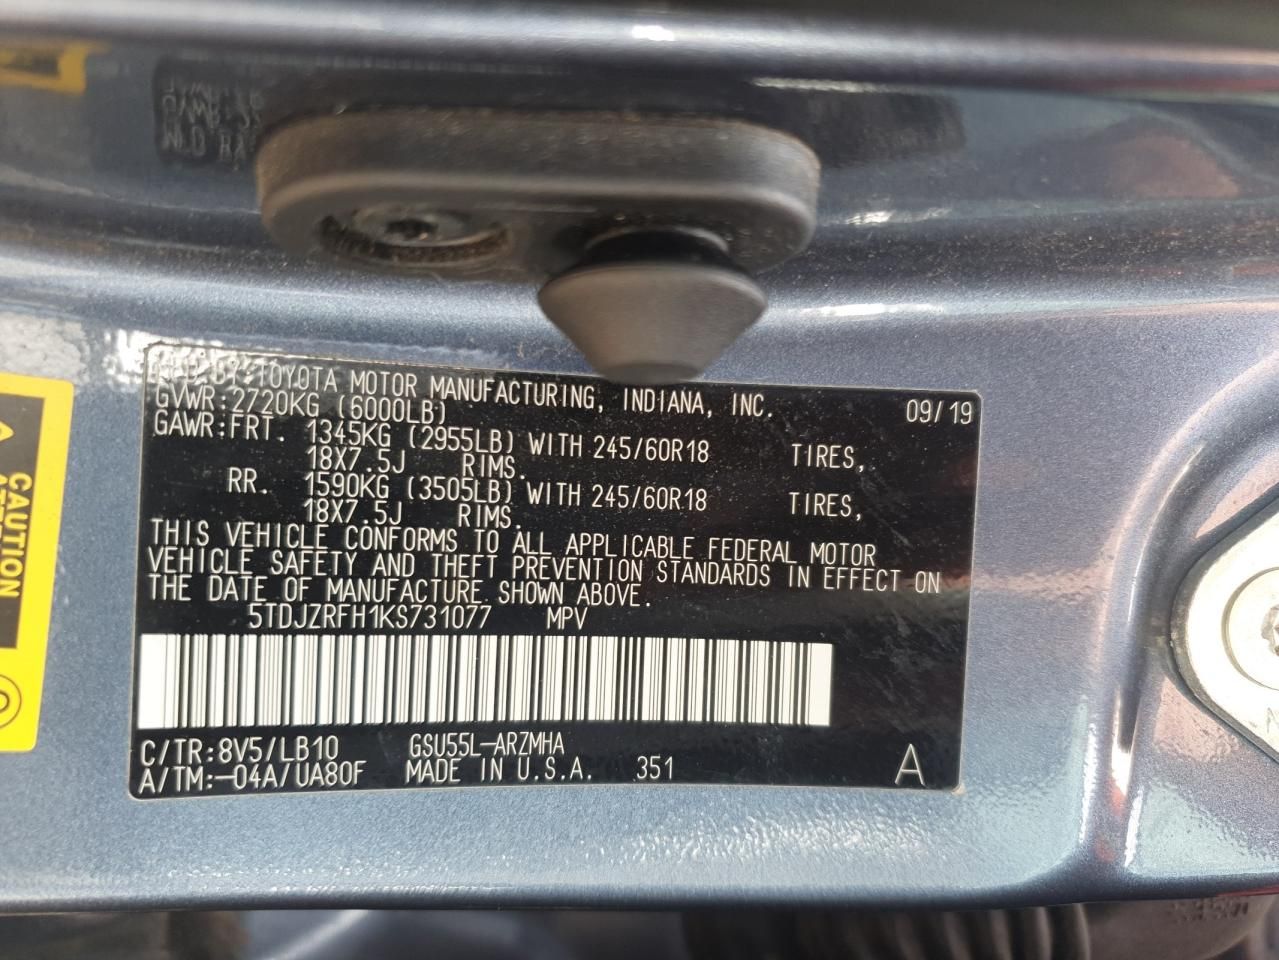 MFD. BY: TOYOTA MOTOR MANUFACTURING, INDIANA, INC. 09/19
GVWR: 2720KG (6000LB)
GAWR: FRT. 1345KG (2955LB) WITH 245/60R18 TIRES,
18X7.5J RIMS.
RR. 1590KG (3505LB) WITH 245/60R18 TIRES,
18X7.5J RIMS.
THIS VEHICLE CONFORMS TO ALL APPLICABLE FEDERAL MOTOR
VEHICLE SAFETY AND THEFT PREVENTION STANDARDS IN EFFECT ON
THE DATE OF MANUFACTURE SHOWN ABOVE.
5TDJZRFH1KS731077 MPV
C/TR: 8V5/LB10 GSU55L-ARZMHA
A/TM: -04A/UA80F MADE IN U.S.A. 351 A
CAUTION